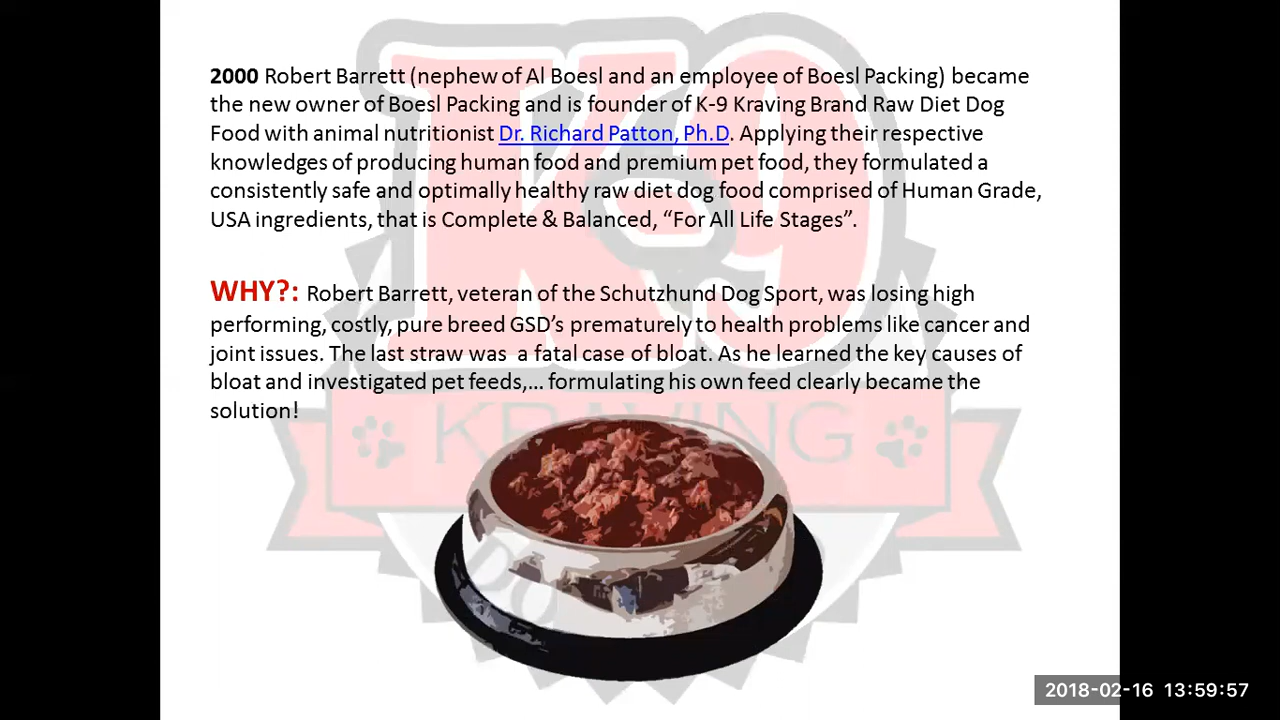 2000 Robert Barrett (nephew of Al Boesl and an employee of Boesl Packing) became
the new owner of Boesl Packing and is founder of K-9 Kraving Brand Raw Diet Dog
Food with animal nutritionist Dr. Richard Patton, Ph.D. Applying their respective
knowledges of producing human food and premium pet food, they formulated a
consistently safe and optimally healthy raw diet dog food comprised of Human Grade,
USA ingredients, that is Complete & Balanced, “For All Life Stages”.
WHY?: Robert Barrett, veteran of the Schutzhund Dog Sport, was losing high
performing, costly, pure breed GSD’s prematurely to health problems like cancer and
joint issues. The last straw was  a fatal case of bloat. As he learned the key causes of
bloat and investigated pet feeds,... formulating his own feed clearly became the
solution!
K-9
KRAVING
2018-02-16 13:59:57